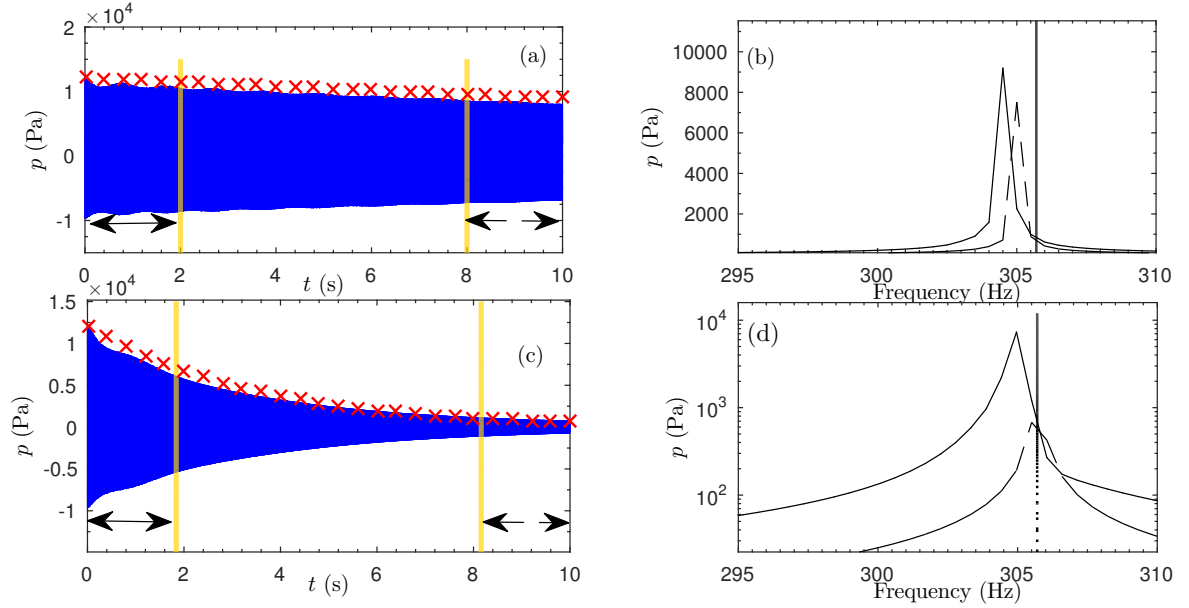 ×10⁴
2
1
0
-1
p (Pa)
(a)
0 2 4 6 8 10
t (s)
(b)
10000
8000
6000
4000
2000
p (Pa)
295 300 305 310
Frequency (Hz)
×10⁴
1.5
1
0.5
0
-0.5
-1
p (Pa)
(c)
0 2 4 6 8 10
t (s)
(d)
10⁴
10³
10²
p (Pa)
295 300 305 310
Frequency (Hz)